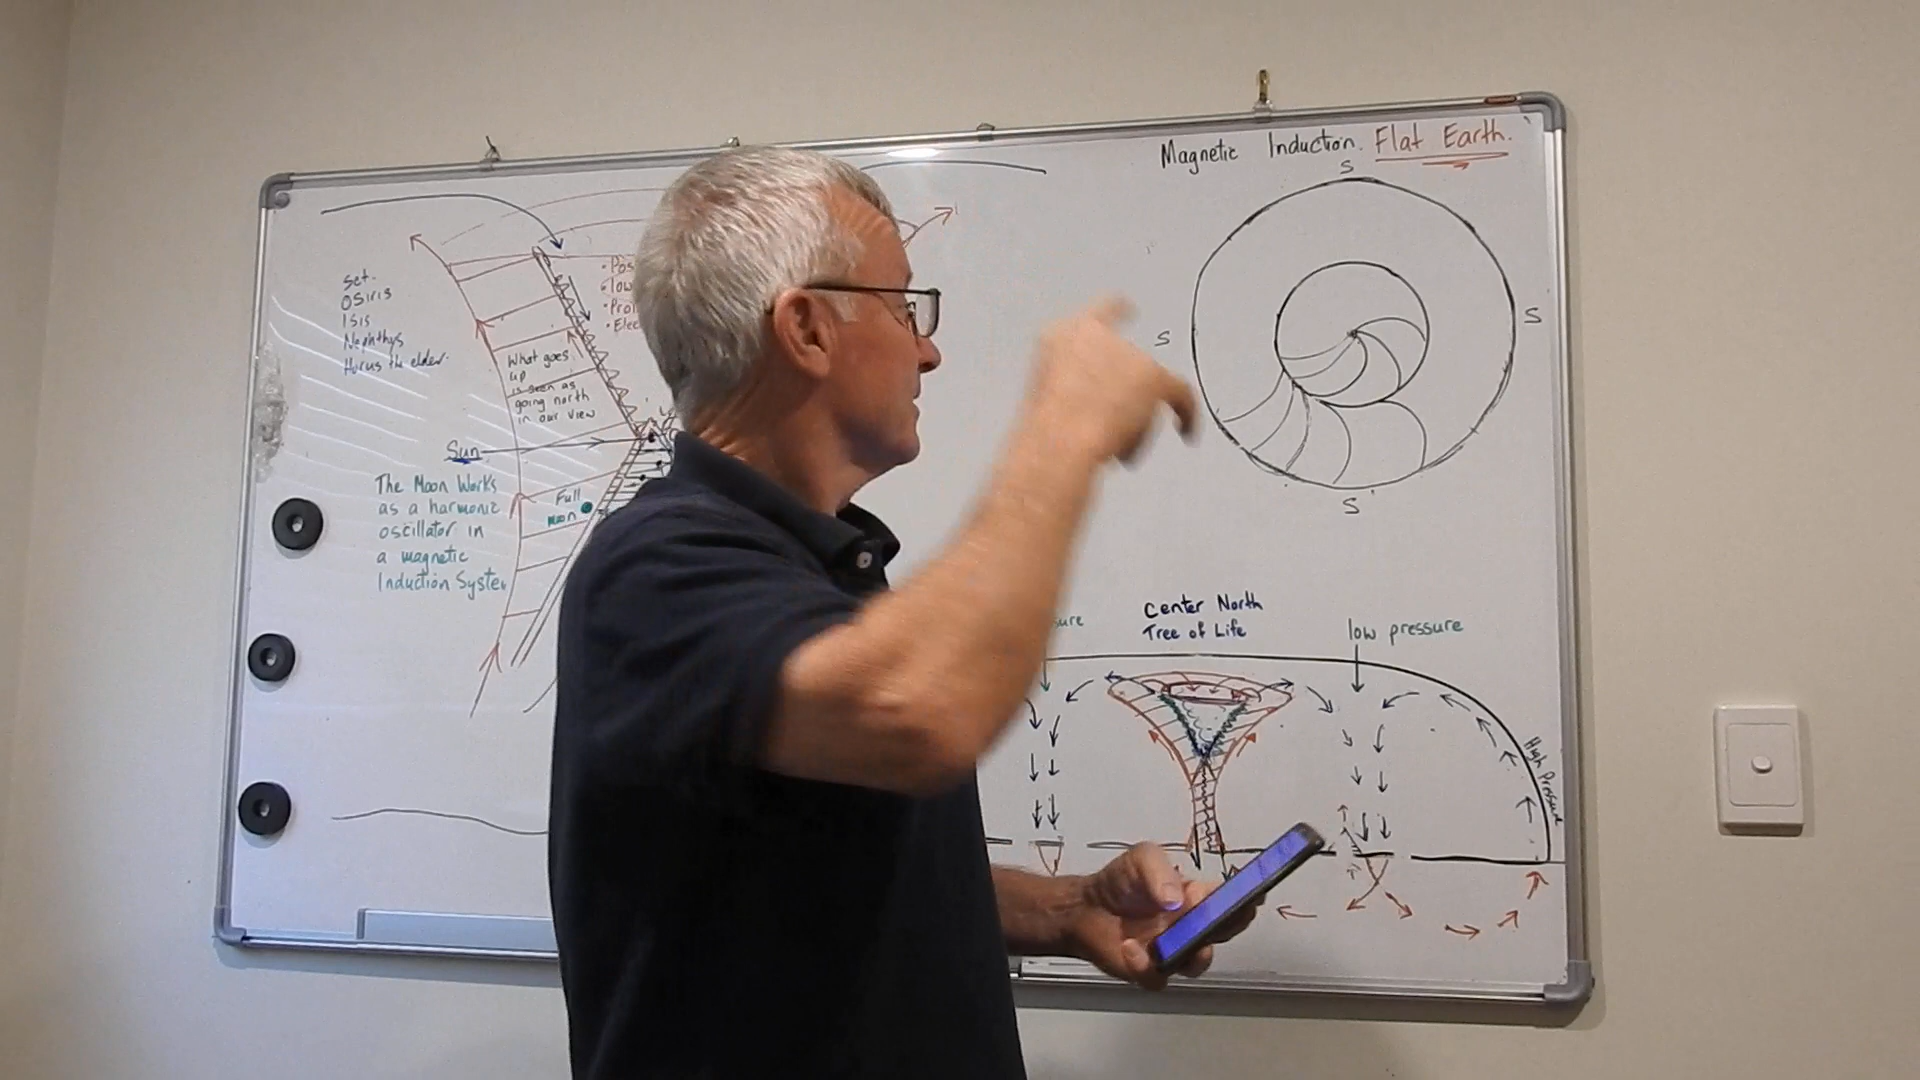 Magnetic Induction. Flat Earth.
S
S
S
S
Set.
Osiris
Isis
Nephthys
Horus the elder.
What goes
up
is seen as
going north
in our view
Sun
Full
moon
The Moon Works
as a harmonic
oscillator in
a magnetic
Induction
Center North
Tree of Life
low pressure
High Pressure